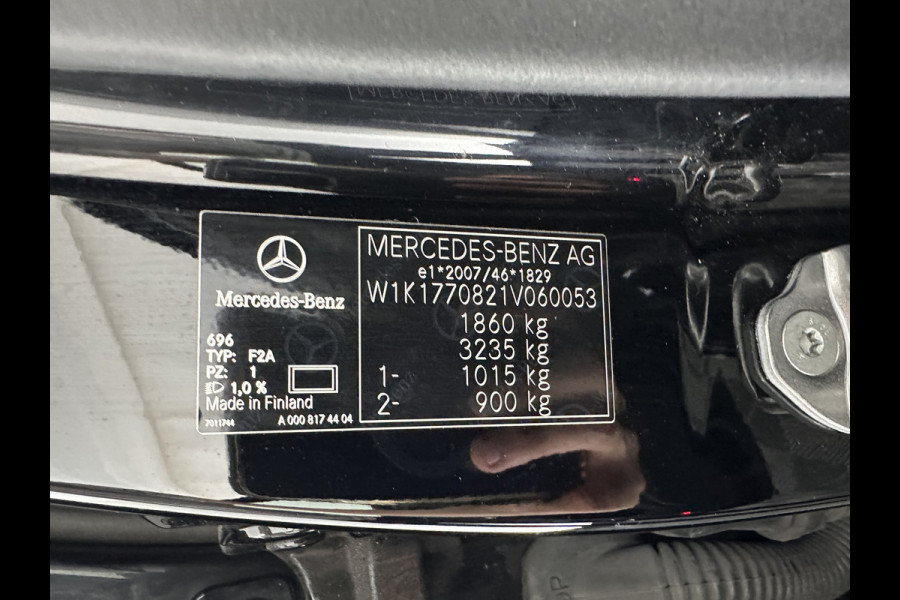 Mercedes-Benz
696
TYP: F2A
PZ: 1
1,0 %
Made in Finland
7011744
A 000 817 44 04
MERCEDES-BENZ AG
e1*2007/46*1829
W1K1770821V060053
1860 kg
3235 kg
1- 1015 kg
2- 900 kg